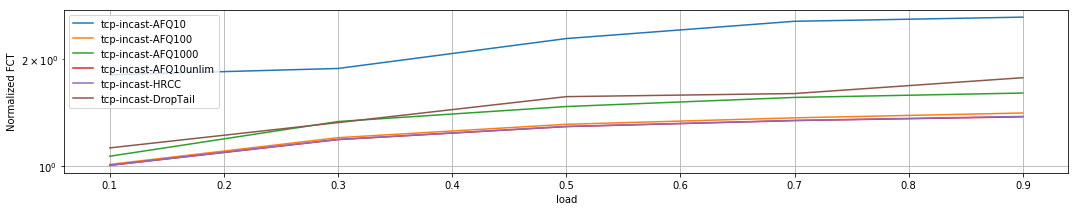 tcp-incast-AFQ10
tcp-incast-AFQ100
tcp-incast-AFQ1000
tcp-incast-AFQ10unlim
tcp-incast-HRCC
tcp-incast-DropTail
Normalized FCT
2 × 10⁰
10⁰
0.1 0.2 0.3 0.4 0.5 0.6 0.7 0.8 0.9
load